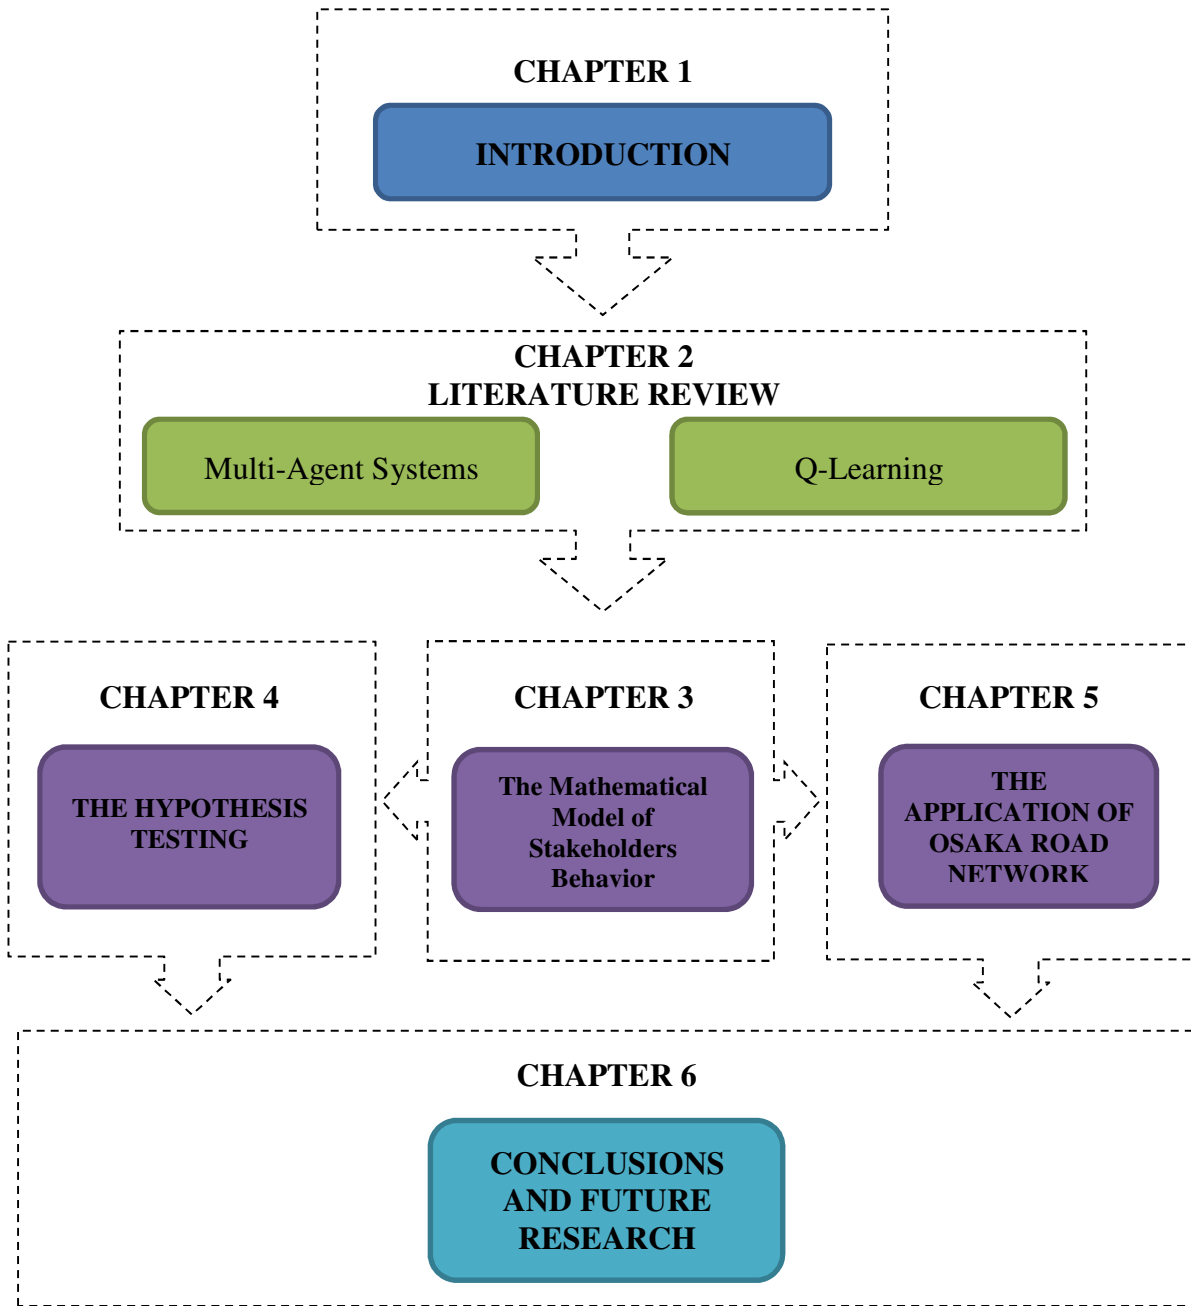 CHAPTER 1
INTRODUCTION
CHAPTER 2
LITERATURE REVIEW
Multi-Agent Systems
Q-Learning
CHAPTER 4
THE HYPOTHESIS
TESTING
CHAPTER 3
The Mathematical
Model of
Stakeholders
Behavior
CHAPTER 5
THE
APPLICATION OF
OSAKA ROAD
NETWORK
CHAPTER 6
CONCLUSIONS
AND FUTURE
RESEARCH